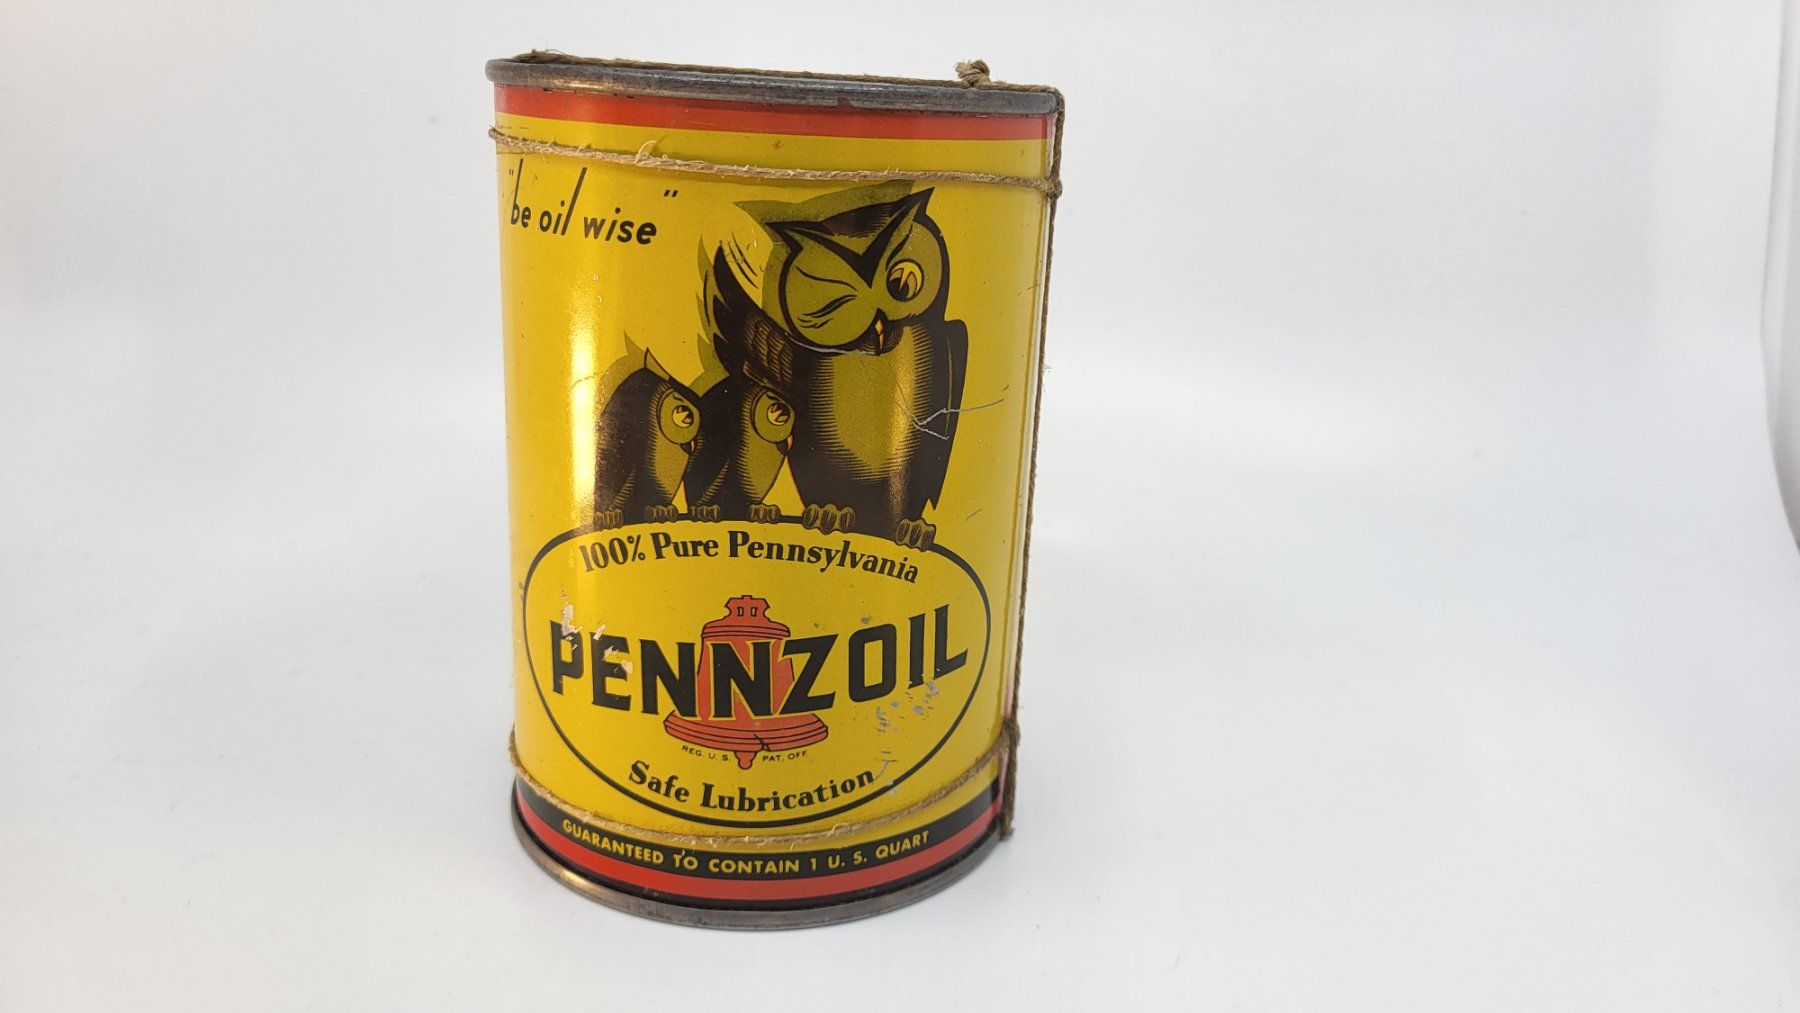 "be oil wise"
100% Pure Pennsylvania
PENNZOIL
REG. U. S. PAT. OFF.
Safe Lubrication
GUARANTEED TO CONTAIN 1 U. S. QUART